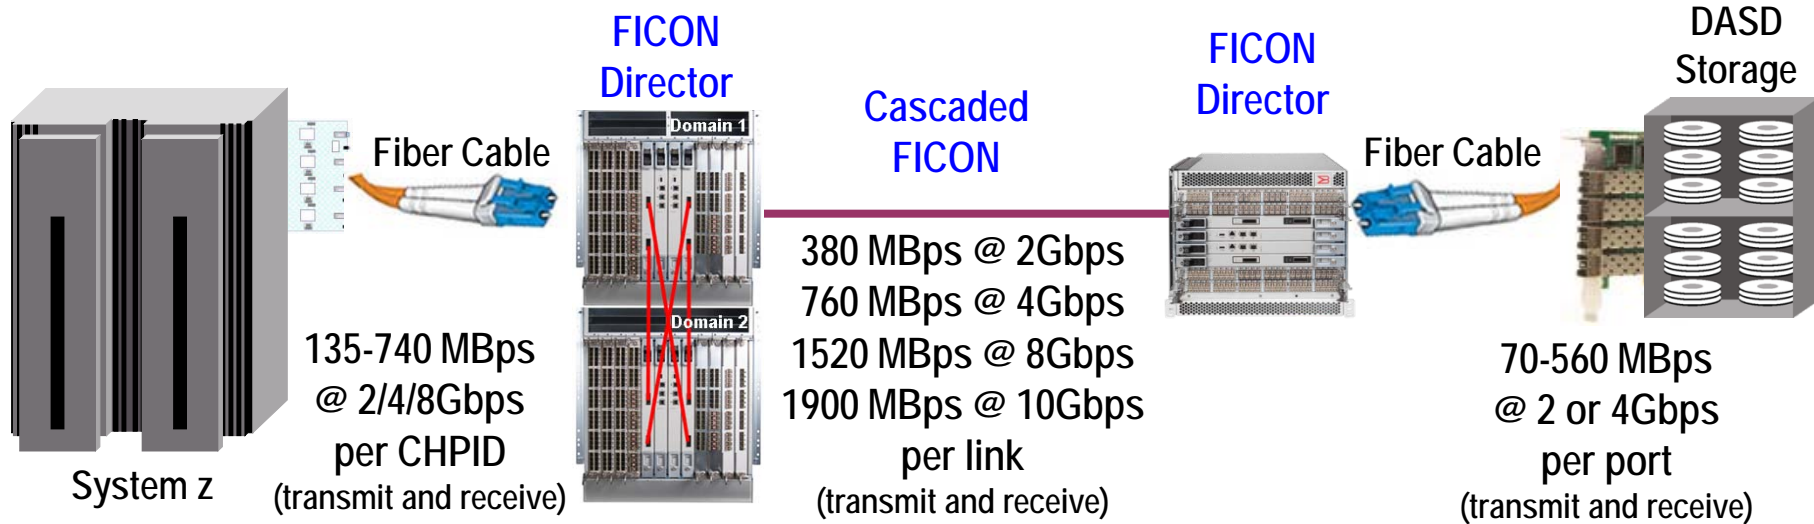 FICON
Director
FICON
Director
DASD
Storage
Cascaded
FICON
Domain 1
Fiber Cable
Fiber Cable
380 MBps @ 2Gbps
760 MBps @ 4Gbps
1520 MBps @ 8Gbps
1900 MBps @ 10Gbps
per link
(transmit and receive)
Domain 2
135-740 MBps
@ 2/4/8Gbps
per CHPID
(transmit and receive)
70-560 MBps
@ 2 or 4Gbps
per port
(transmit and receive)
System z